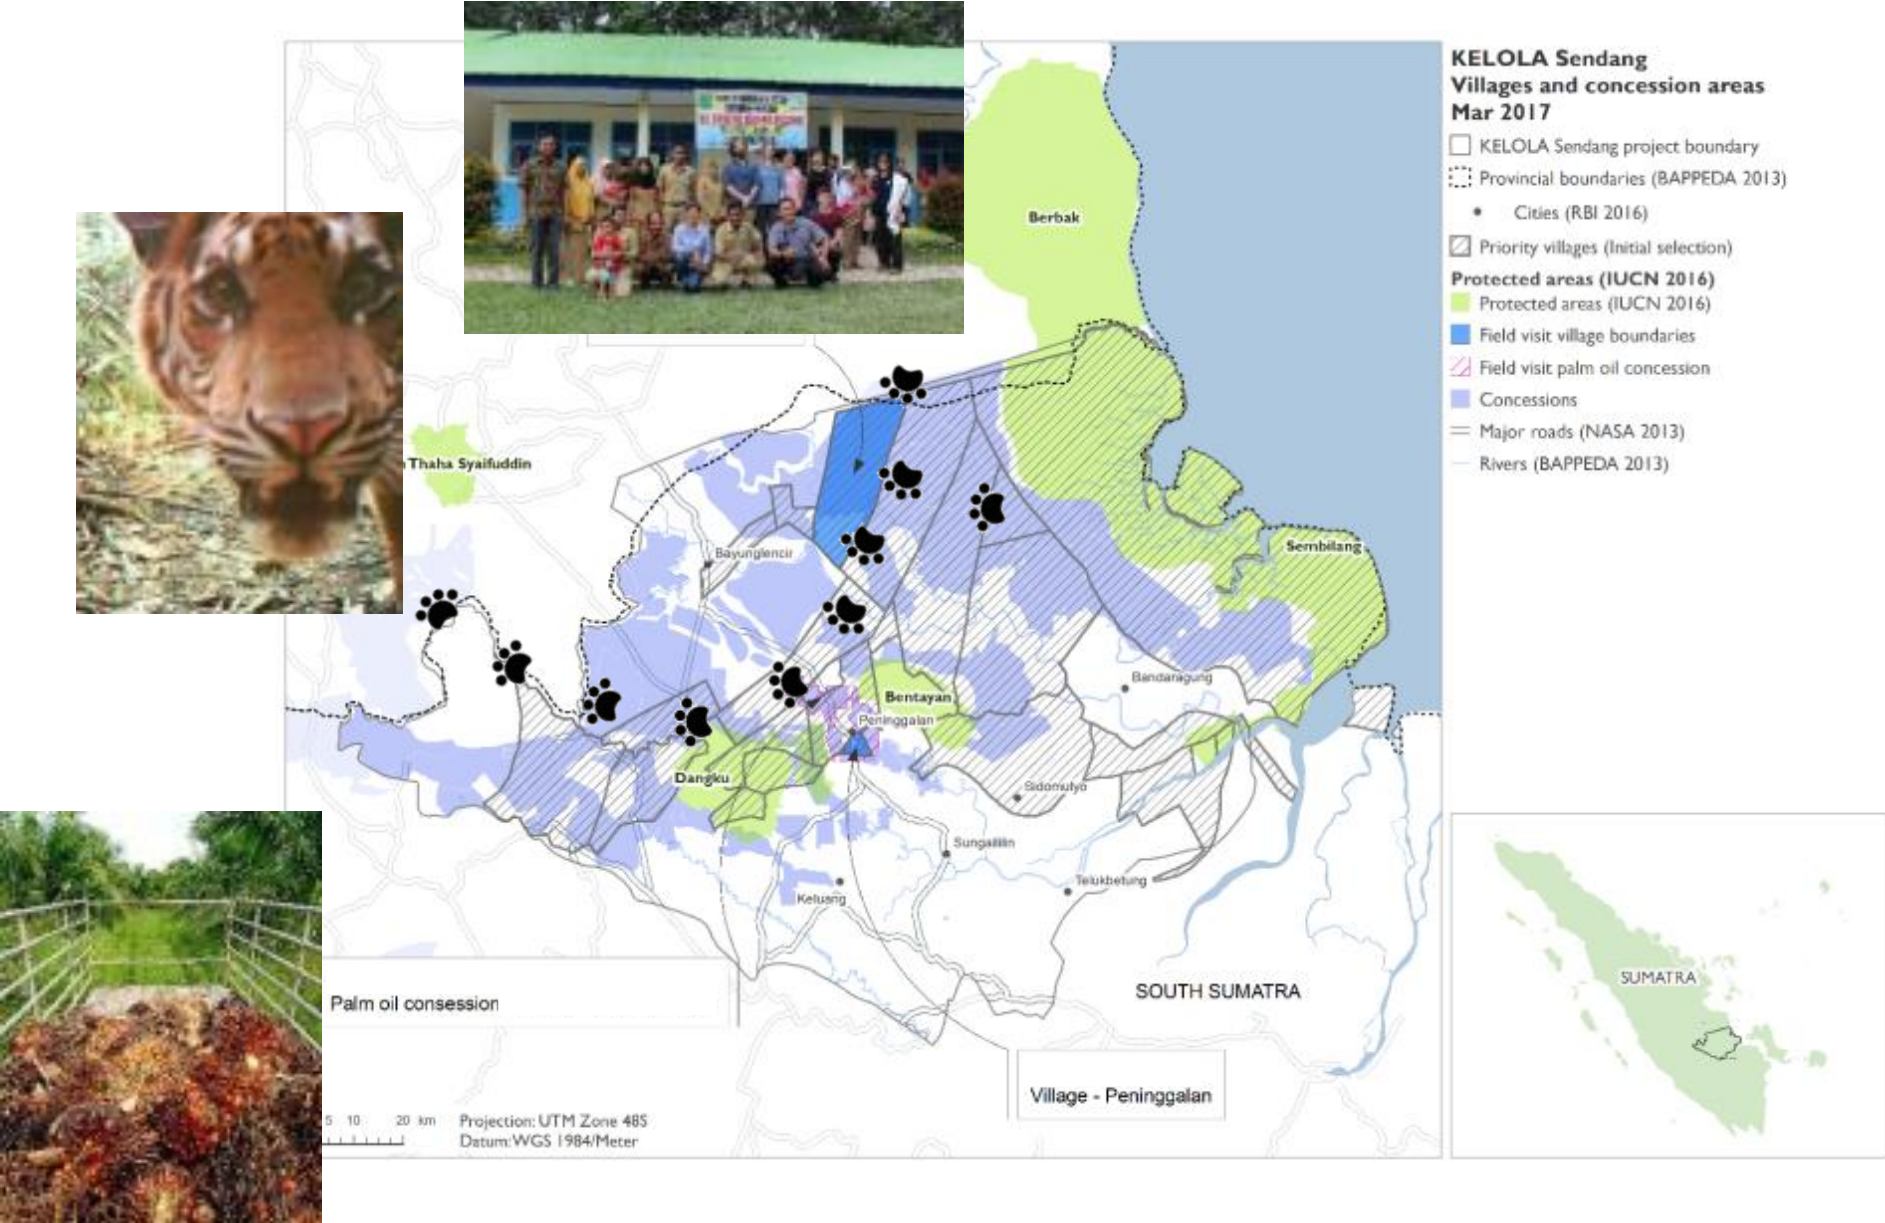 KELOLA Sendang
Villages and concession areas
Mar 2017
KELOLA Sendang project boundary
Provincial boundaries (BAPPEDA 2013)
Cities (RBI 2016)
Priority villages (Initial selection)
Protected areas (IUCN 2016)
Protected areas (IUCN 2016)
Field visit village boundaries
Field visit palm oil concession
Concessions
Major roads (NASA 2013)
Rivers (BAPPEDA 2013)
Berbak
Thaha Syaifuddin
Bayunglencir
Sembilang
Bandaragung
Bentayan
Peninggalan
Dangku
Sidomulyo
Sungaililin
Telukbetung
Keluang
SOUTH SUMATRA
SUMATRA
Palm oil consession
Village - Peninggalan
5 10 20 km
Projection: UTM Zone 48S
Datum: WGS 1984/Meter